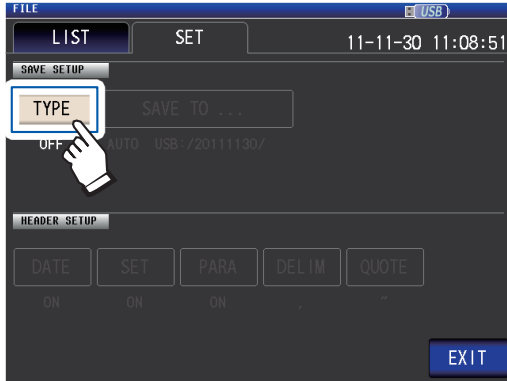 FILE
USB
LIST SET 11-11-30 11:08:51
SAVE SETUP
TYPE SAVE TO ...
OFF AUTO USB:/20111130/
HEADER SETUP
DATE SET PARA DELIM QUOTE
ON ON ON , ~
EXIT